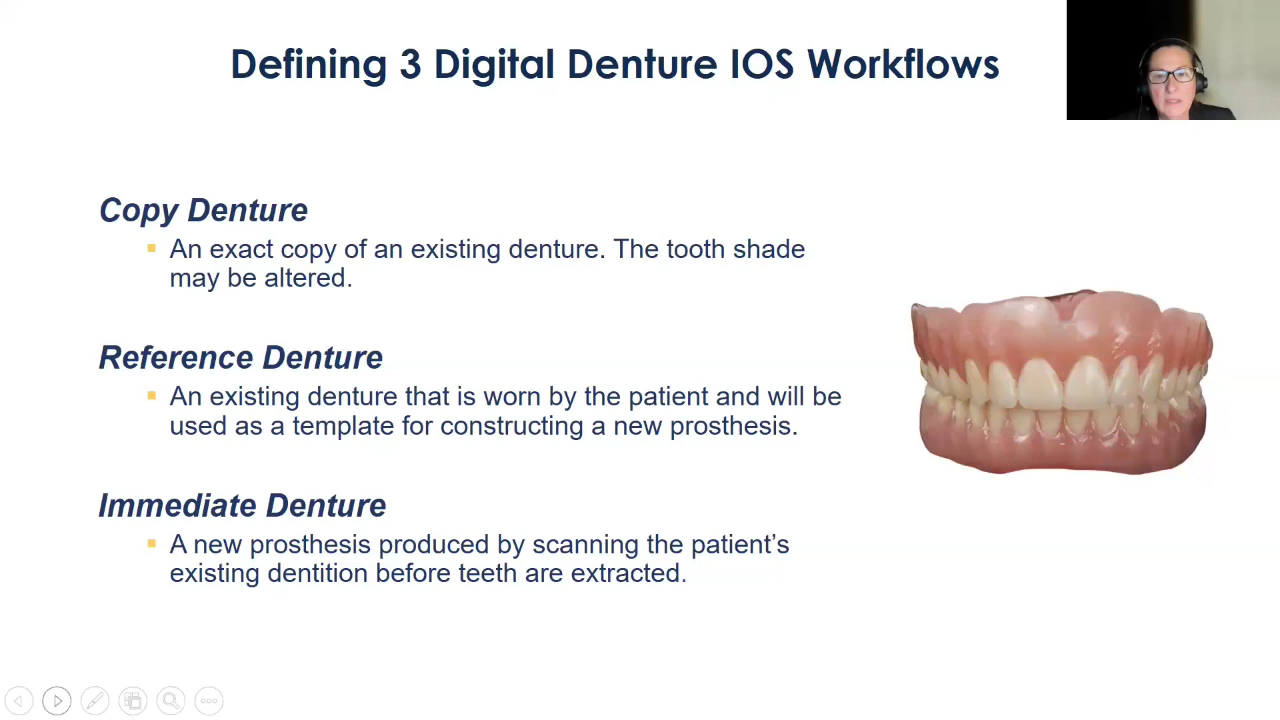 Defining 3 Digital Denture IOS Workflows
Copy Denture
An exact copy of an existing denture. The tooth shade
may be altered.
Reference Denture
An existing denture that is worn by the patient and will be
used as a template for constructing a new prosthesis.
Immediate Denture
A new prosthesis produced by scanning the patient’s
existing dentition before teeth are extracted.